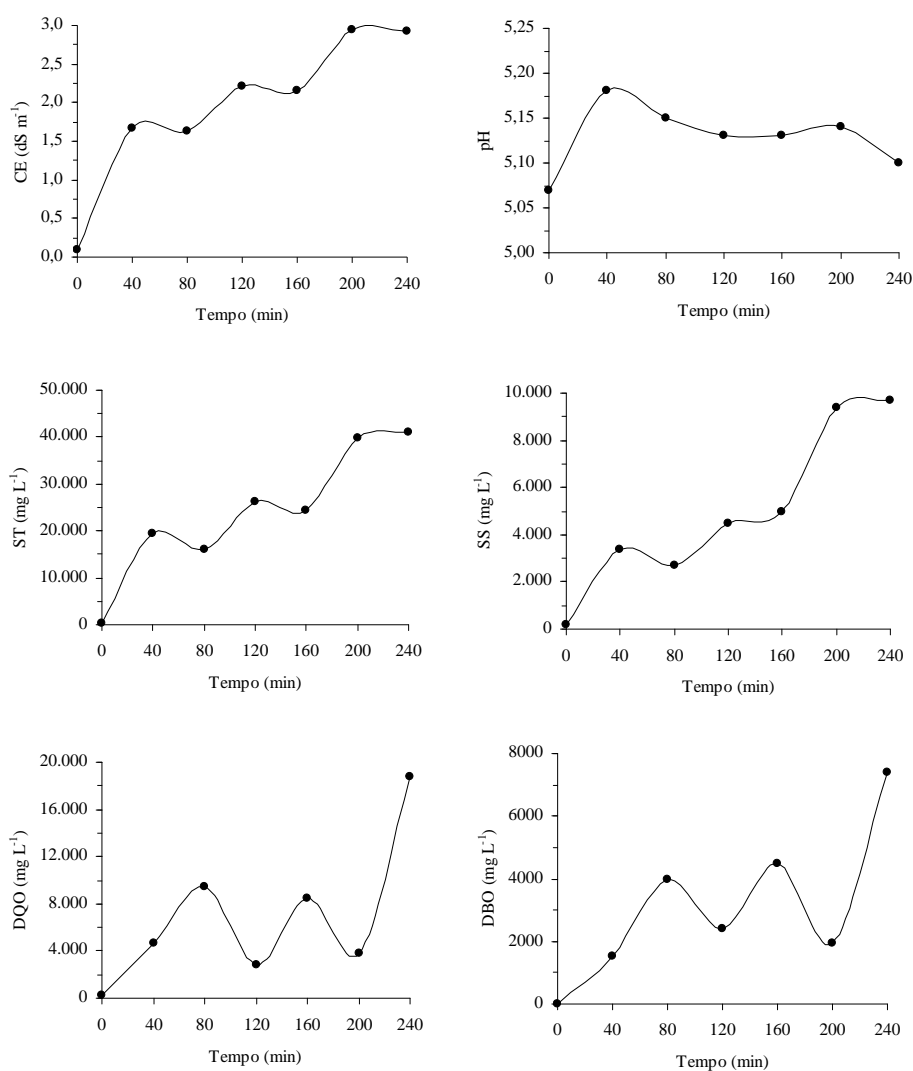 CE (dS m-1)
3,0
2,5
2,0
1,5
1,0
0,5
0,0
0 40 80 120 160 200 240
Tempo (min)
pH
5,25
5,20
5,15
5,10
5,05
5,00
0 40 80 120 160 200 240
Tempo (min)
ST (mg L-1)
50.000
40.000
30.000
20.000
10.000
0
0 40 80 120 160 200 240
Tempo (min)
SS (mg L-1)
10.000
8.000
6.000
4.000
2.000
0
0 40 80 120 160 200 240
Tempo (min)
DQO (mg L-1)
20.000
16.000
12.000
8.000
4.000
0
0 40 80 120 160 200 240
Tempo (min)
DBO (mg L-1)
8000
6000
4000
2000
0
0 40 80 120 160 200 240
Tempo (min)